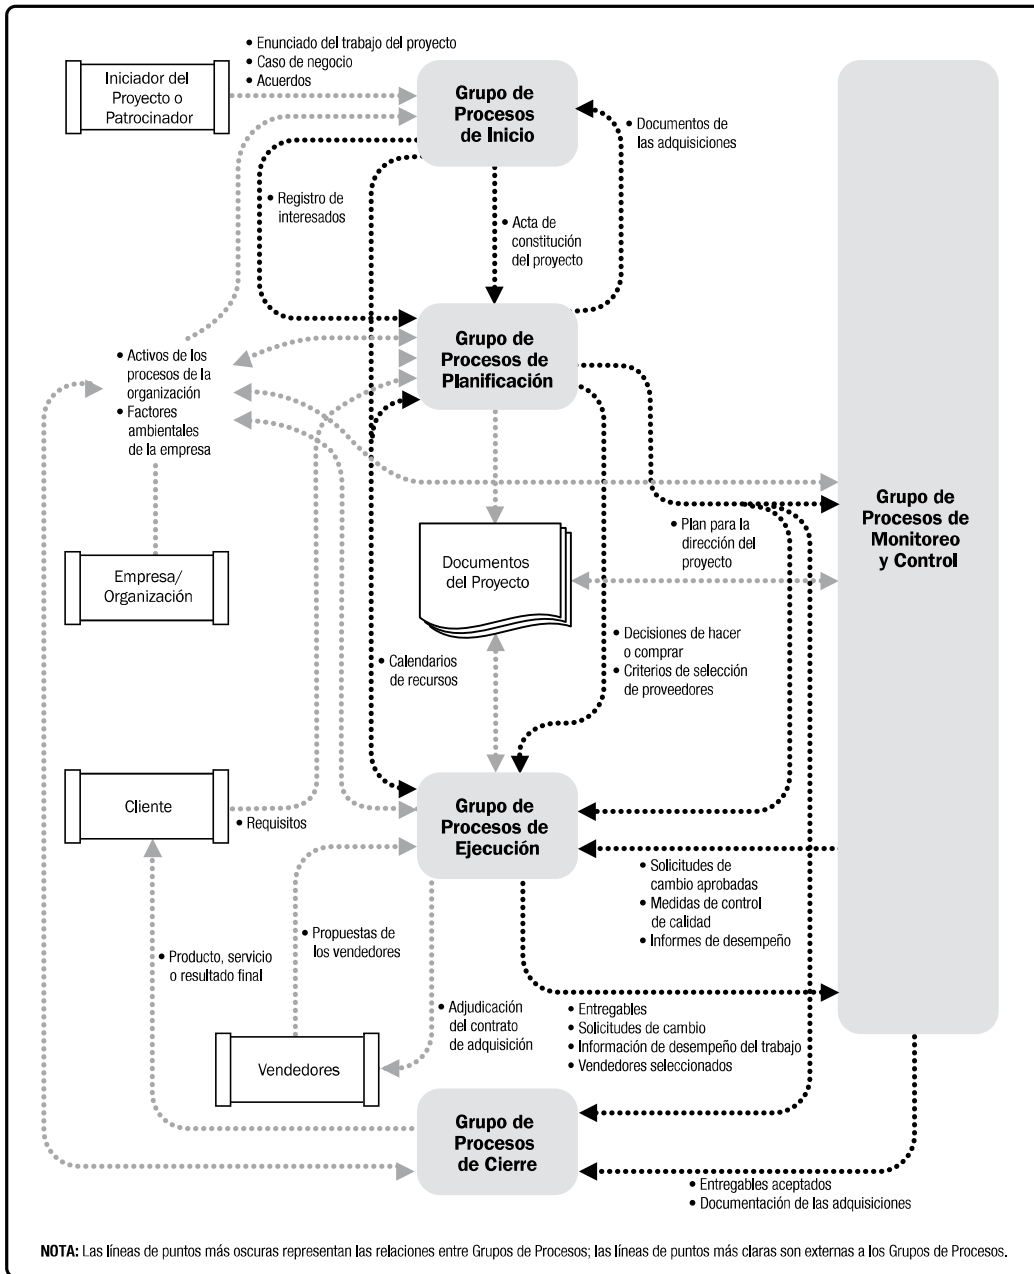 • Enunciado del trabajo del proyecto
• Caso de negocio
• Acuerdos
Iniciador del
Proyecto o
Patrocinador
Grupo de
Procesos
de Inicio
• Documentos de
las adquisiciones
• Registro de
interesados
• Acta de
constitución
del proyecto
Grupo de
Procesos de
Planificación
• Activos de los
procesos de la
organización
• Factores
ambientales
de la empresa
Grupo de
Procesos de
Monitoreo
y Control
• Plan para la
dirección del
proyecto
Empresa/
Organización
Documentos
del Proyecto
• Decisiones de hacer
o comprar
• Criterios de selección
de proveedores
• Calendarios
de recursos
Cliente
• Requisitos
Grupo de
Procesos de
Ejecución
• Solicitudes de
cambio aprobadas
• Medidas de control
de calidad
• Informes de desempeño
• Propuestas de
los vendedores
• Producto, servicio
o resultado final
• Adjudicación
del contrato
de adquisición
• Entregables
• Solicitudes de cambio
• Información de desempeño del trabajo
• Vendedores seleccionados
Vendedores
Grupo de
Procesos
de Cierre
• Entregables aceptados
• Documentación de las adquisiciones
NOTA: Las líneas de puntos más oscuras representan las relaciones entre Grupos de Procesos; las líneas de puntos más claras son externas a los Grupos de Procesos.